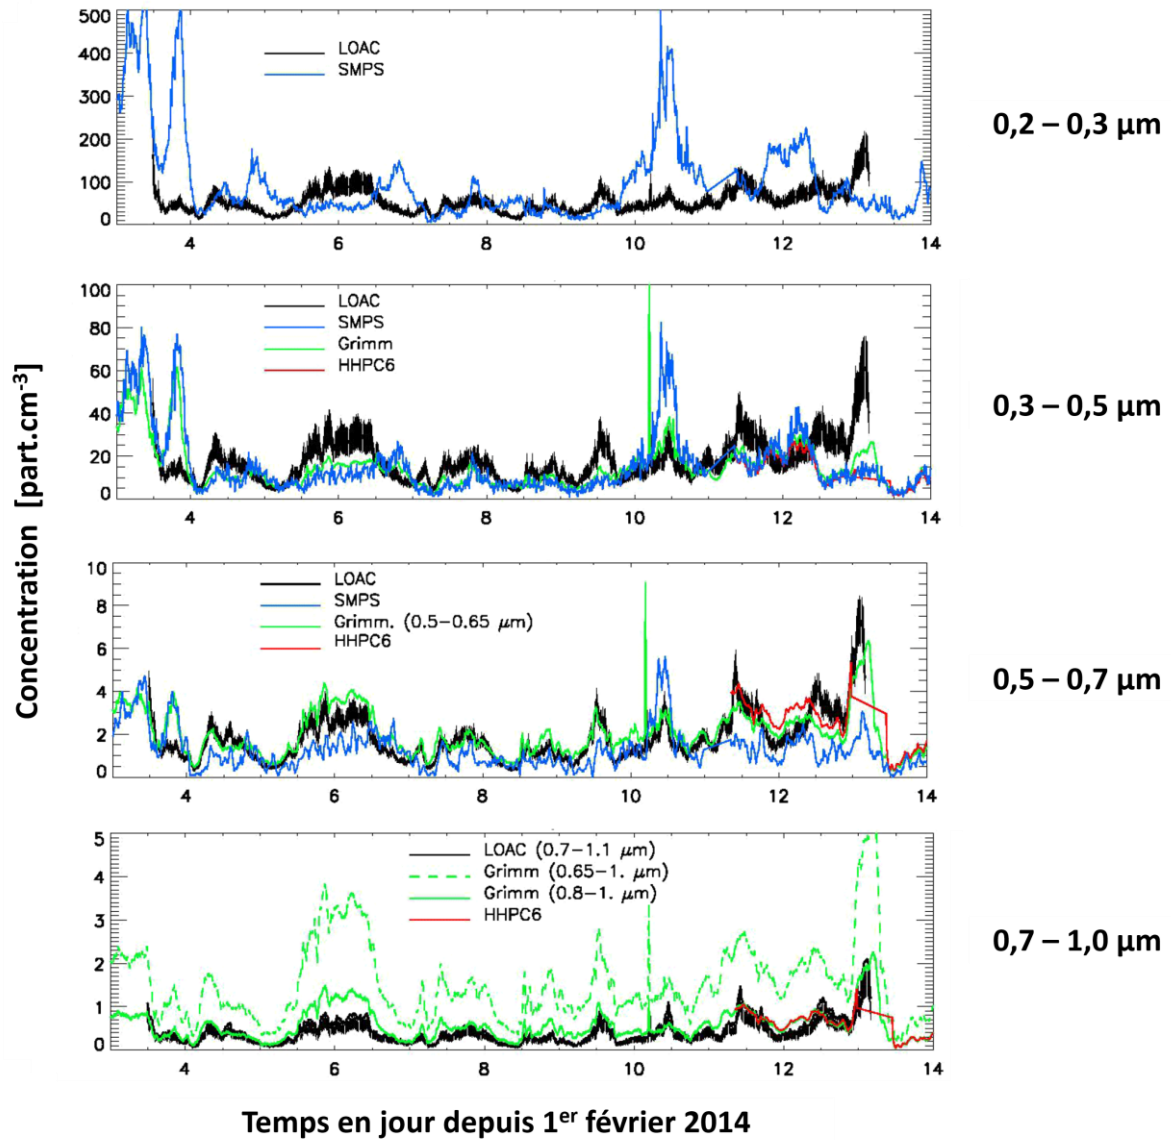 500
400
300
200
100
0
LOAC
SMPS
4
6
8
10
12
14
0,2 – 0,3 µm
100
80
60
40
20
0
LOAC
SMPS
Grimm
HHPC6
4
6
8
10
12
14
0,3 – 0,5 µm
Concentration [part.cm-3]
10
8
6
4
2
0
LOAC
SMPS
Grimm. (0.5–0.65 µm)
HHPC6
4
6
8
10
12
14
0,5 – 0,7 µm
5
4
3
2
1
0
LOAC (0.7–1.1 µm)
Grimm (0.65–1. µm)
Grimm (0.8–1. µm)
HHPC6
4
6
8
10
12
14
0,7 – 1,0 µm
Temps en jour depuis 1er février 2014